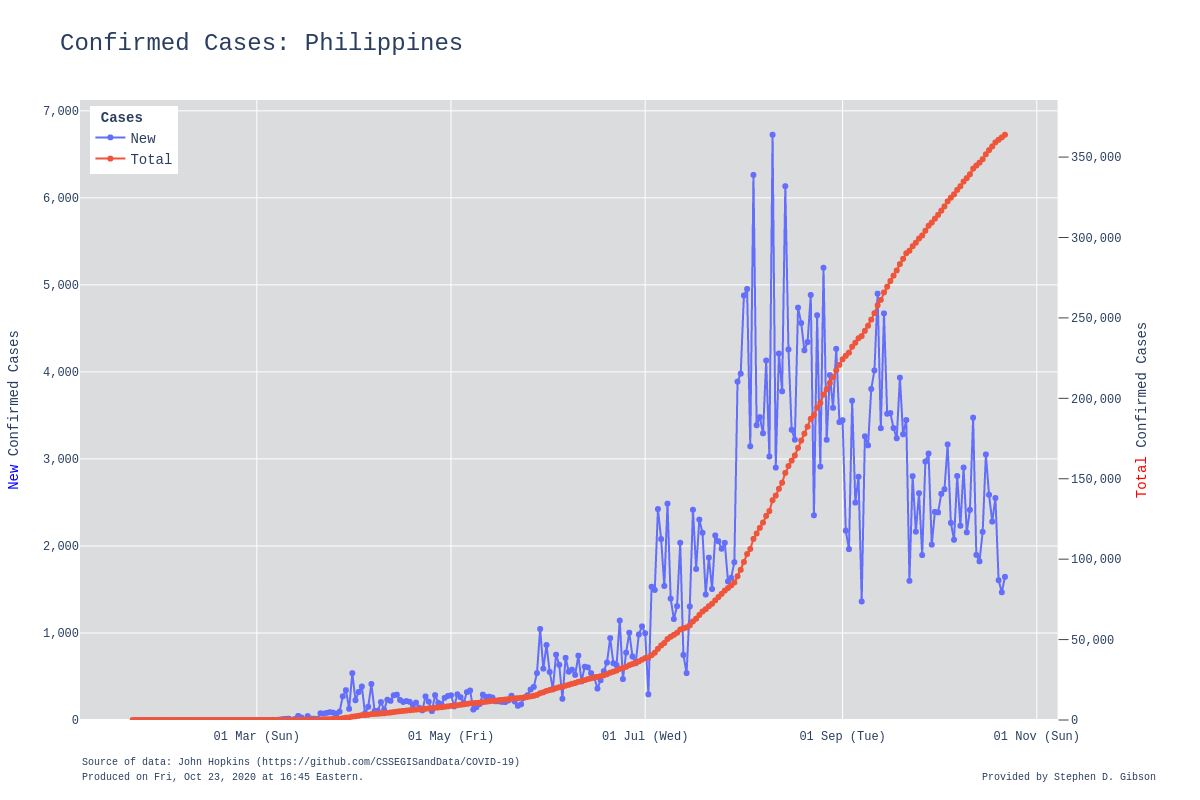 Confirmed Cases: Philippines
Cases
New
Total
7,000
6,000
5,000
4,000
3,000
2,000
1,000
0
New Confirmed Cases
350,000
300,000
250,000
200,000
150,000
100,000
50,000
0
Total Confirmed Cases
01 Mar (Sun)
01 May (Fri)
01 Jul (Wed)
01 Sep (Tue)
01 Nov (Sun)
Source of data: John Hopkins (https://github.com/CSSEGISandData/COVID-19)
Produced on Fri, Oct 23, 2020 at 16:45 Eastern.
Provided by Stephen D. Gibson